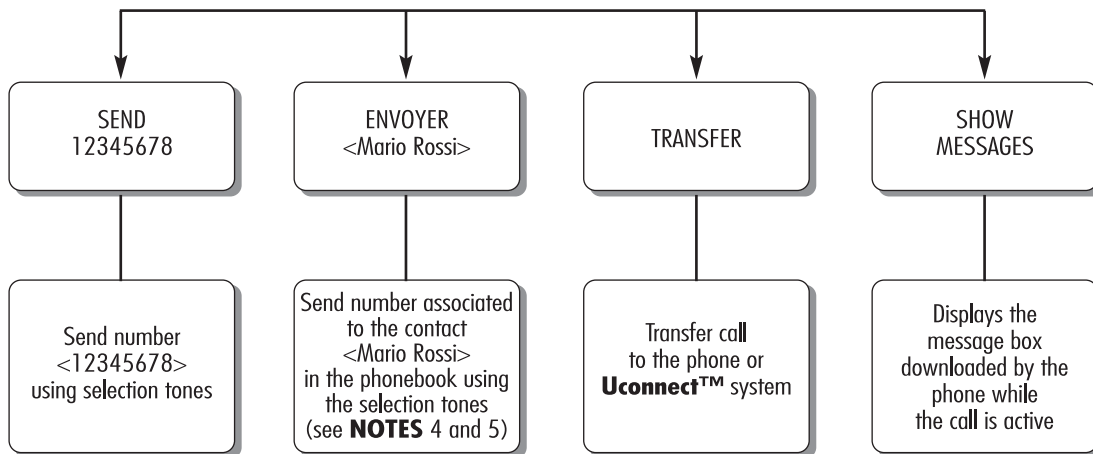 SEND
12345678
ENVOYER
<Mario Rossi>
TRANSFER
SHOW
MESSAGES
Send number
<12345678>
using selection tones
Send number associated
to the contact
<Mario Rossi>
in the phonebook using
the selection tones
(see NOTES 4 and 5)
Transfer call
to the phone or
Uconnect™ system
Displays the
message box
downloaded by the
phone while
the call is active